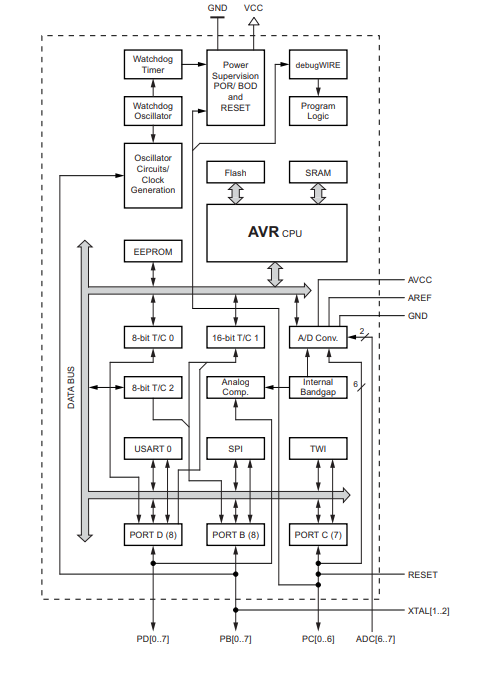 GND VCC
Watchdog
Timer
Power
Supervision
POR/ BOD
and
RESET
debugWIRE
Watchdog
Oscillator
Program
Logic
Oscillator
Circuits/
Clock
Generation
Flash
SRAM
AVR CPU
EEPROM
AVCC
AREF
GND
8-bit T/C 0
16-bit T/C 1
A/D Conv.
2
DATA BUS
8-bit T/C 2
Analog
Comp.
Internal
Bandgap
6
USART 0
SPI
TWI
PORT D (8)
PORT B (8)
PORT C (7)
RESET
XTAL[1..2]
PD[0..7] PB[0..7] PC[0..6] ADC[6..7]